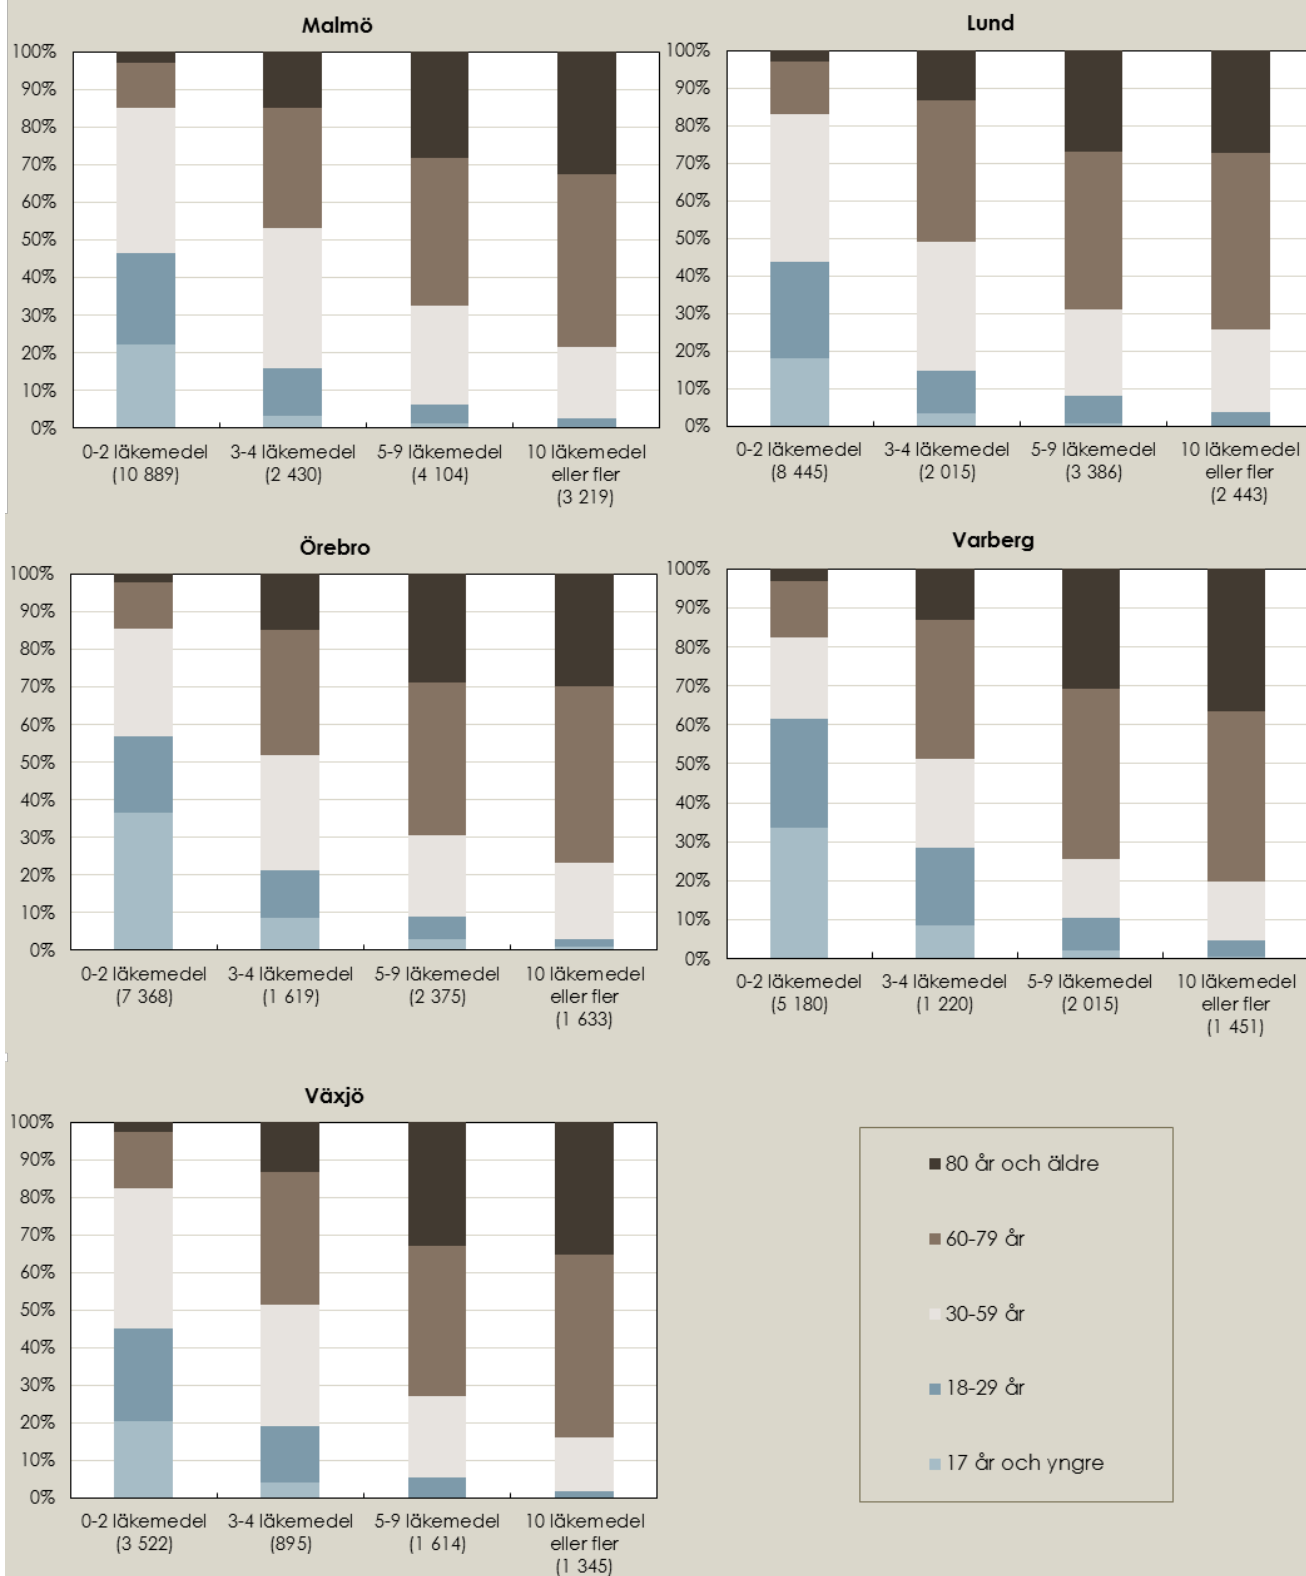 Malmö
100%
90%
80%
70%
60%
50%
40%
30%
20%
10%
0%
0-2 läkemedel
(10 889)
3-4 läkemedel
(2 430)
5-9 läkemedel
(4 104)
10 läkemedel
eller fler
(3 219)
Lund
100%
90%
80%
70%
60%
50%
40%
30%
20%
10%
0%
0-2 läkemedel
(8 445)
3-4 läkemedel
(2 015)
5-9 läkemedel
(3 386)
10 läkemedel
eller fler
(2 443)
Örebro
100%
90%
80%
70%
60%
50%
40%
30%
20%
10%
0%
0-2 läkemedel
(7 368)
3-4 läkemedel
(1 619)
5-9 läkemedel
(2 375)
10 läkemedel
eller fler
(1 633)
Varberg
100%
90%
80%
70%
60%
50%
40%
30%
20%
10%
0%
0-2 läkemedel
(5 180)
3-4 läkemedel
(1 220)
5-9 läkemedel
(2 015)
10 läkemedel
eller fler
(1 451)
Växjö
100%
90%
80%
70%
60%
50%
40%
30%
20%
10%
0%
0-2 läkemedel
(3 522)
3-4 läkemedel
(895)
5-9 läkemedel
(1 614)
10 läkemedel
eller fler
(1 345)
80 år och äldre
60-79 år
30-59 år
18-29 år
17 år och yngre